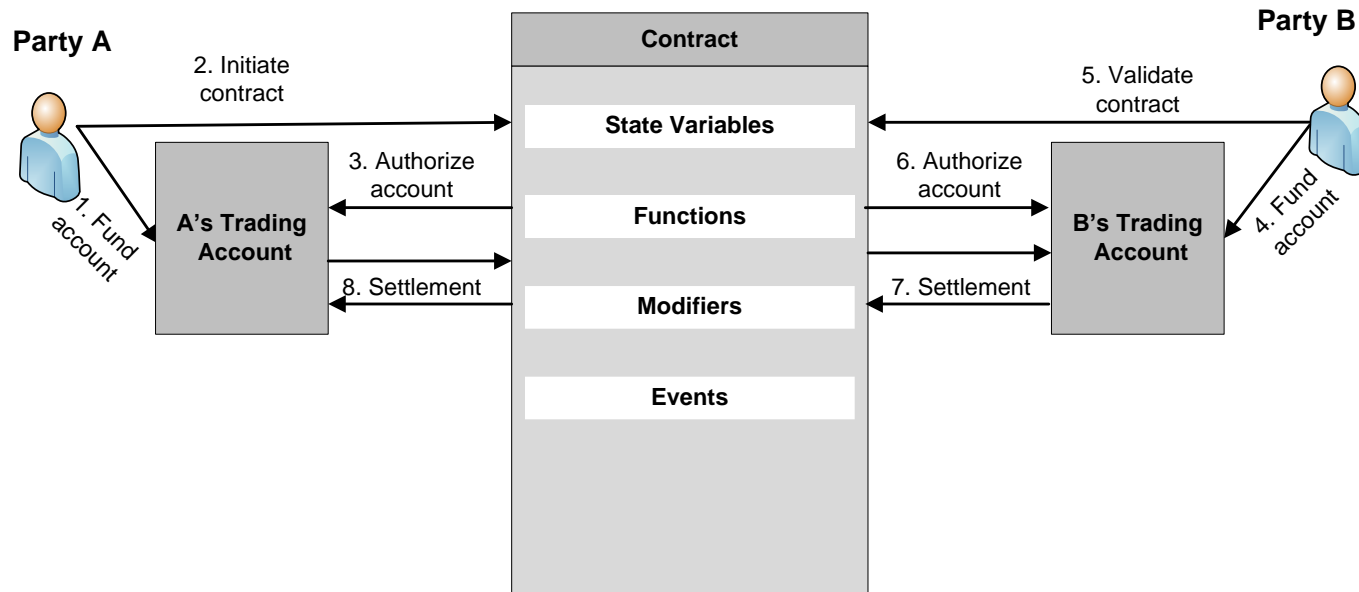 Party A
Contract
Party B
2. Initiate
contract
5. Validate
contract
State Variables
3. Authorize
account
6. Authorize
account
1. Fund
account
A's Trading
Account
Functions
B's Trading
Account
4. Fund
account
8. Settlement
Modifiers
7. Settlement
Events